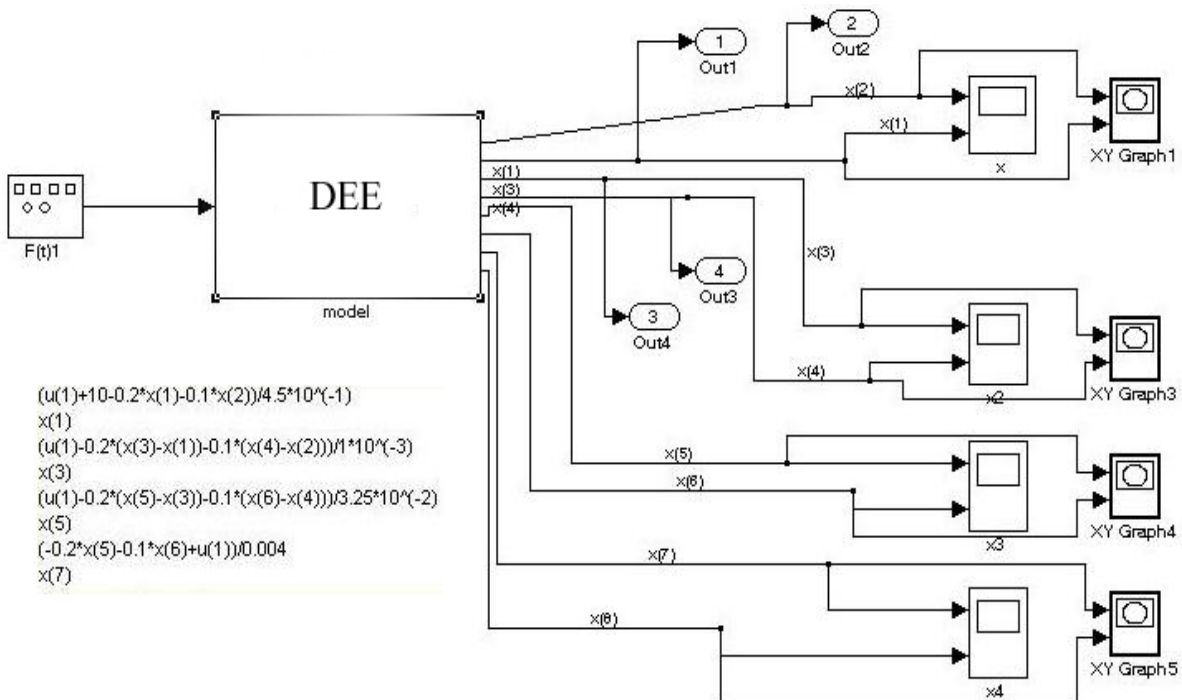 1
Out1
2
Out2
x(2)
x(1)
x
XY Graph1
DEE
model
F(t)1
x(1)
x(3)
x(4)
x(3)
4
Out3
3
Out4
x(4)
x2
XY Graph3
(u(1)+10-0.2*x(1)-0.1*x(2))/4.5*10^(-1)
x(1)
(u(1)-0.2*(x(3)-x(1))-0.1*(x(4)-x(2)))/1*10^(-3)
x(3)
(u(1)-0.2*(x(5)-x(3))-0.1*(x(6)-x(4)))/3.25*10^(-2)
x(5)
(-0.2*x(5)-0.1*x(6)+u(1))/0.004
x(7)
x(5)
x(6)
x3
XY Graph4
x(7)
x(8)
x4
XY Graph5